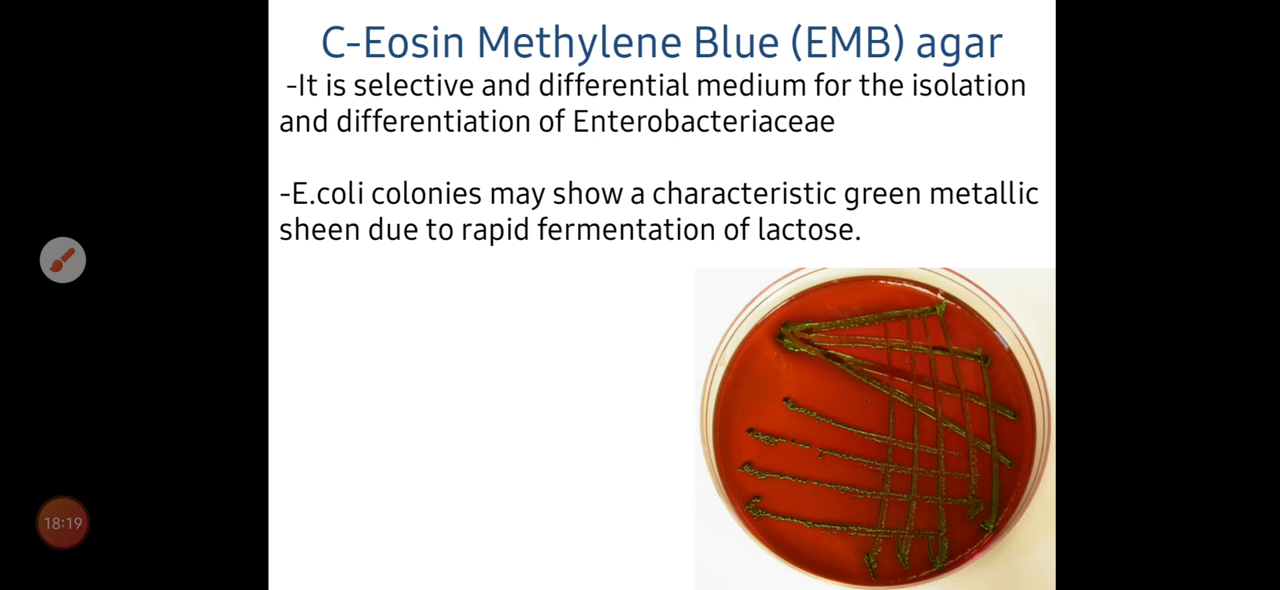 C-Eosin Methylene Blue (EMB) agar
-It is selective and differential medium for the isolation
and differentiation of Enterobacteriaceae
-E.coli colonies may show a characteristic green metallic
sheen due to rapid fermentation of lactose.
18:19